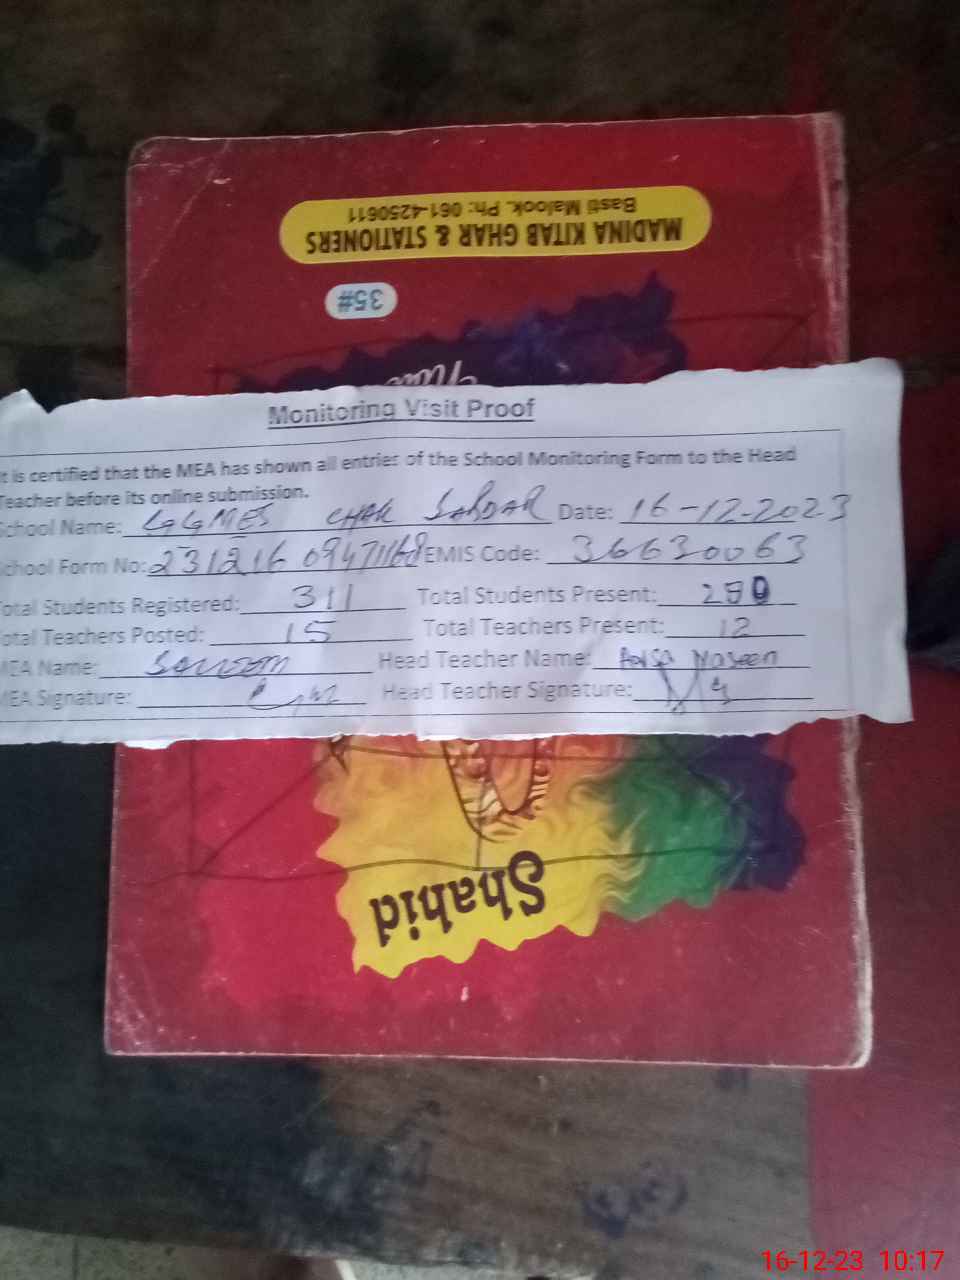 MADINA KITAB GHAR & STATIONERS
Basti Malook. Ph: 061-4250611
35#
Monitoring Visit Proof
It is certified that the MEA has shown all entries of the School Monitoring Form to the Head
Teacher before its online submission.
School Name: GGMES CHAK SARDAR Date: 16-12-2023
School Form No: 231216 EMIS Code: 36630063
Total Students Registered: 311 Total Students Present: 280
Total Teachers Posted: 15 Total Teachers Present: 12
MEA Name: Head Teacher Name: Naseen
MEA Signature: Head Teacher Signature:
Shahid
16-12-23 10:17